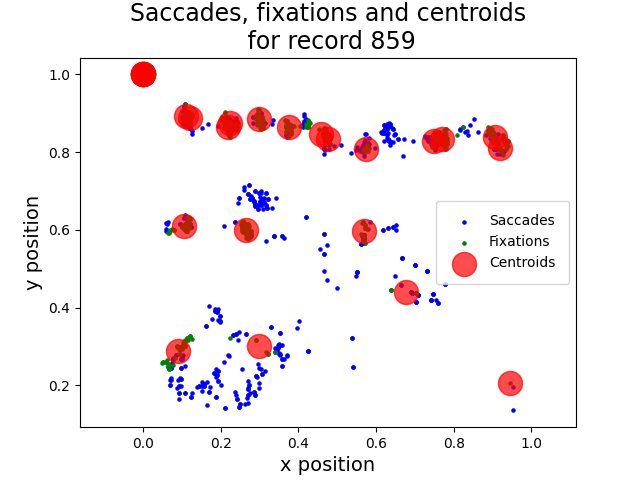 Saccades, fixations and centroids
for record 859
y position
1.0
0.8
0.6
0.4
0.2
Saccades
Fixations
Centroids
0.0 0.2 0.4 0.6 0.8 1.0
x position